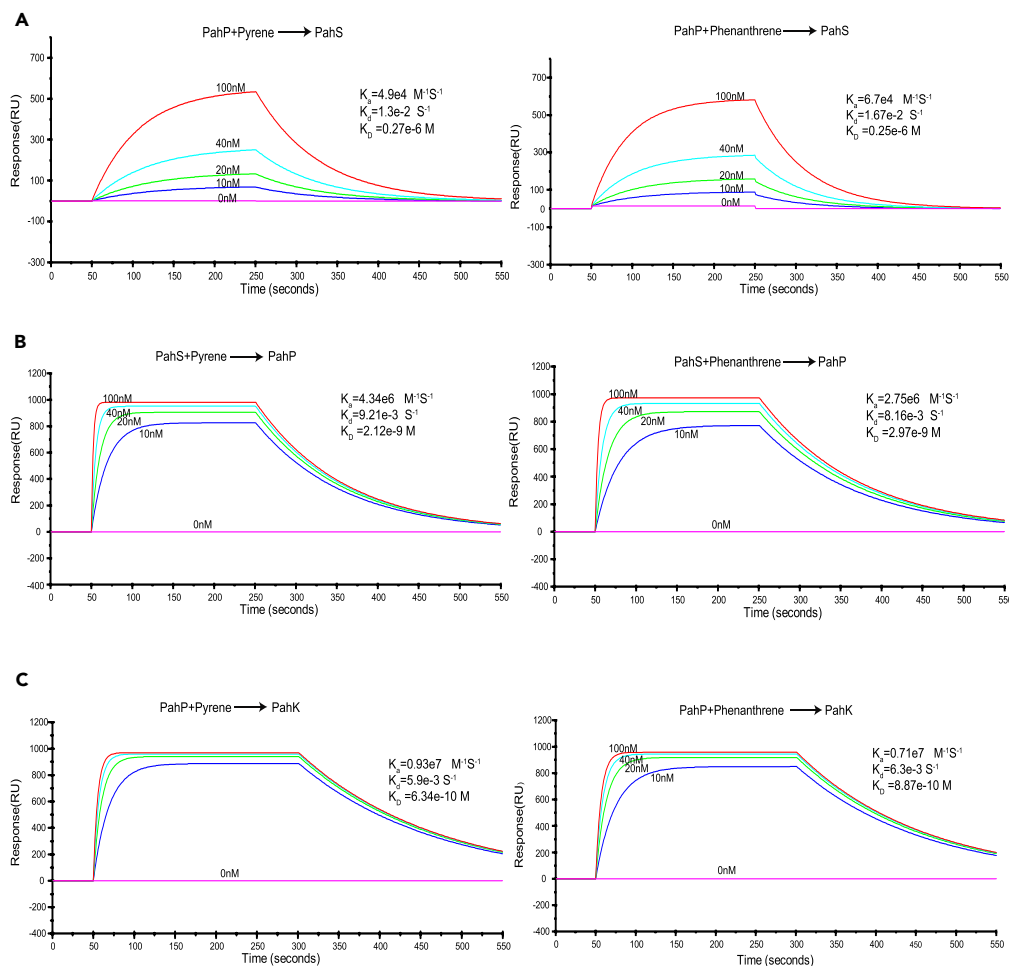 A
PahP+Pyrene PahS
Response(RU)
700
500
300
100
-100
-300
100nM
40nM
20nM
10nM
0nM
Ka=4.9e4 M-1S-1
Kd=1.3e-2 S-1
KD =0.27e-6 M
0 50 100 150 200 250 300 350 400 450 500 550
Time (seconds)
PahP+Phenanthrene PahS
Response(RU)
700
500
300
100
0
-100
-300
100nM
40nM
20nM
10nM
0nM
Ka=6.7e4 M-1S-1
Kd=1.67e-2 S-1
KD =0.25e-6 M
0 50 100 150 200 250 300 350 400 450 500 550
Time (seconds)
B
PahS+Pyrene PahP
Response(RU)
1200
1000
800
600
400
200
0
-200
-400
100nM
40nM
20nM
10nM
0nM
Ka=4.34e6 M-1S-1
Kd=9.21e-3 S-1
KD =2.12e-9 M
0 50 100 150 200 250 300 350 400 450 500 550
Time (seconds)
PahS+Phenanthrene PahP
Response(RU)
1200
1000
800
600
400
200
0
-200
-400
100nM
40nM
20nM
10nM
0nM
Ka=2.75e6 M-1S-1
Kd=8.16e-3 S-1
KD =2.97e-9 M
0 50 100 150 200 250 300 350 400 450 500 550
Time (seconds)
C
PahP+Pyrene PahK
Response(RU)
1200
1000
800
600
400
200
0
-200
-400
0nM
Ka=0.93e7 M-1S-1
Kd=5.9e-3 S-1
KD =6.34e-10 M
0 50 100 150 200 250 300 350 400 450 500 550
Time (seconds)
PahP+Phenanthrene PahK
Response(RU)
1200
1000
800
600
400
200
0
-200
-400
100nM
40nM
20nM
10nM
0nM
Ka=0.71e7 M-1S-1
Kd=6.3e-3 S-1
KD =8.87e-10 M
0 50 100 150 200 250 300 350 400 450 500 550
Time (seconds)